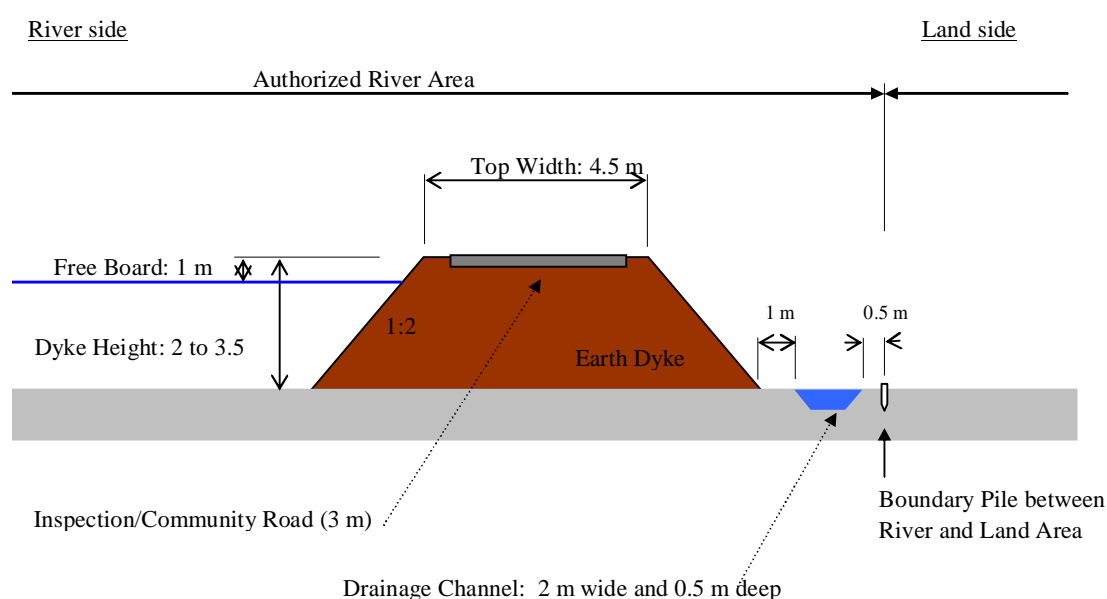 River side
Land side
Authorized River Area
Top Width: 4.5 m
Free Board: 1 m
1 m
0.5 m
1:2
Dyke Height: 2 to 3.5
Earth Dyke
Boundary Pile between
River and Land Area
Inspection/Community Road (3 m)
Drainage Channel: 2 m wide and 0.5 m deep